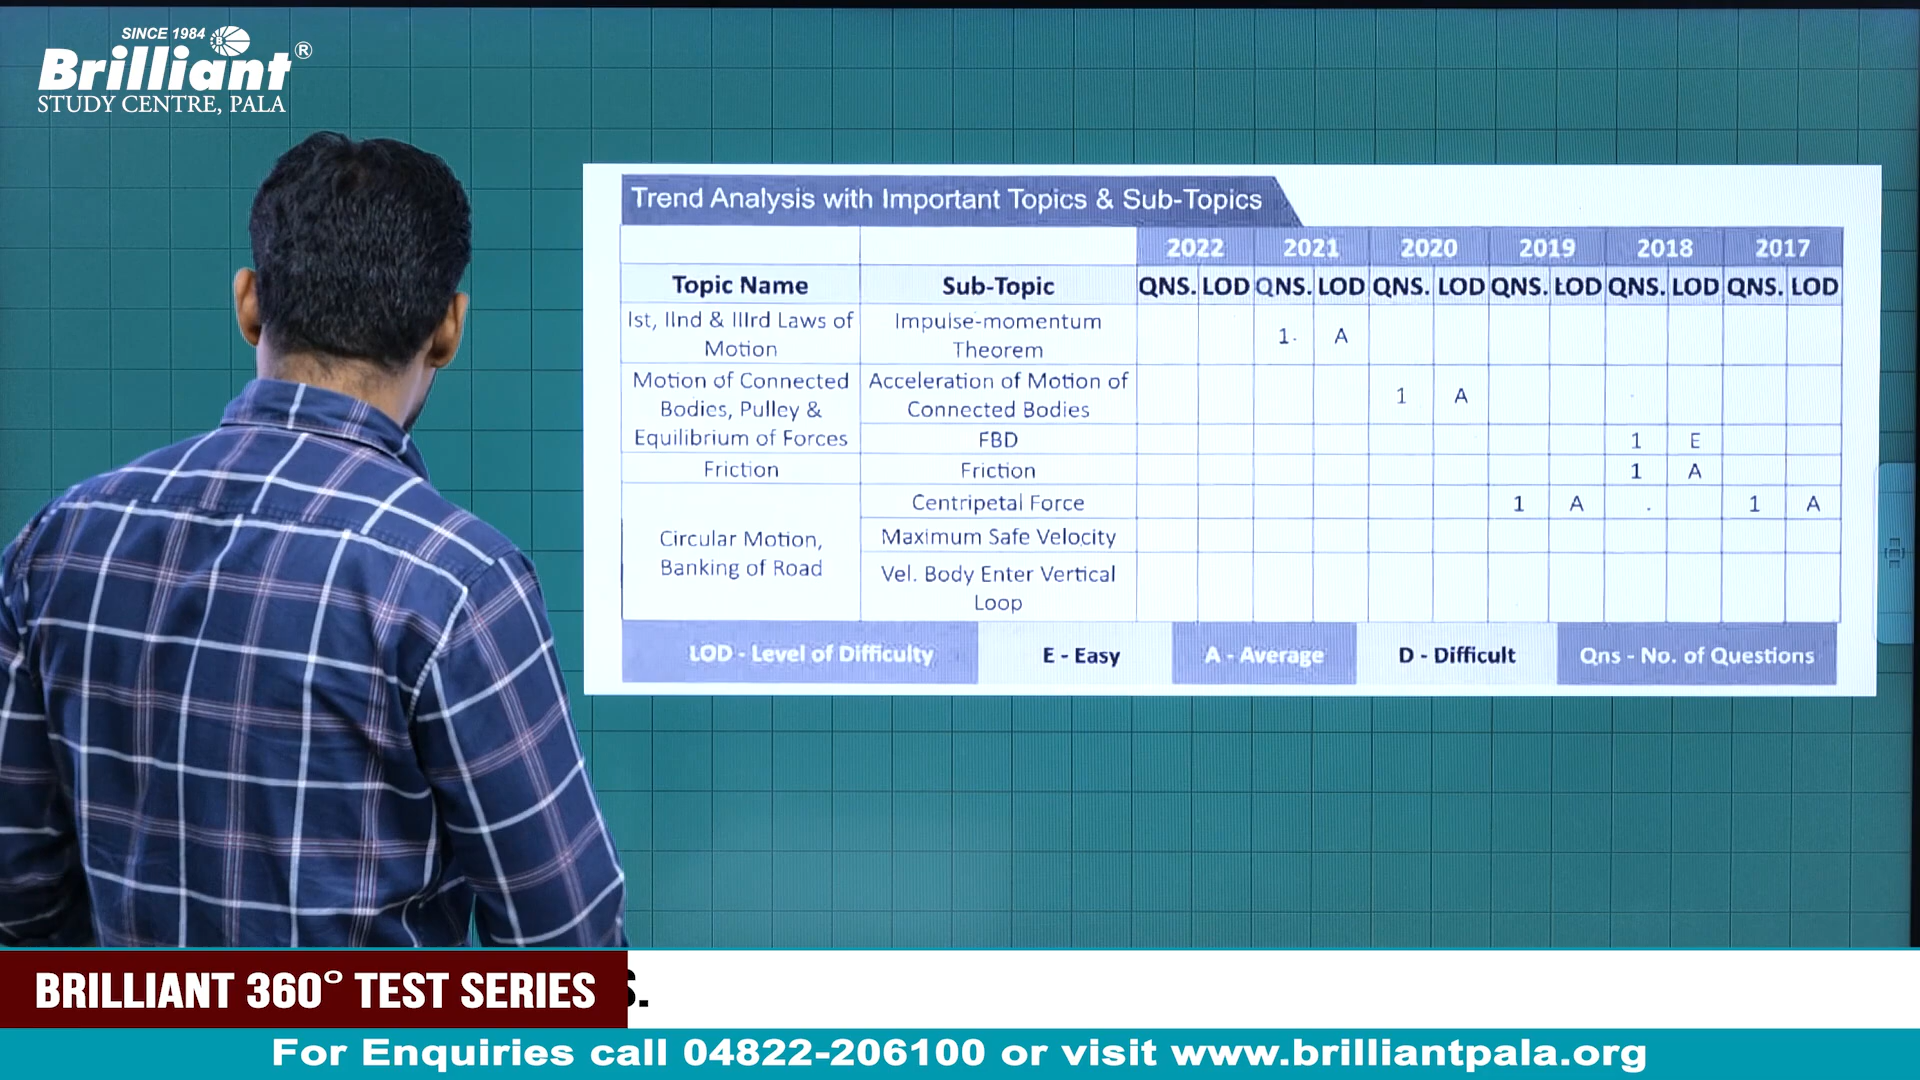 SINCE 1984
Brilliant®
STUDY CENTRE, PALA
Trend Analysis with Important Topics & Sub-Topics
2022 2021 2020 2019 2018 2017
Topic Name Sub-Topic QNS. LOD QNS. LOD QNS. LOD QNS. LOD QNS. LOD QNS. LOD
Ist, IInd & IIIrd Laws of
Motion
Impulse-momentum
Theorem
1 A
Motion of Connected
Bodies, Pulley &
Equilibrium of Forces
Acceleration of Motion of
Connected Bodies
1 A
FBD 1 E
Friction Friction 1 A
Circular Motion,
Banking of Road
Centripetal Force 1 A 1 A
Maximum Safe Velocity
Vel. Body Enter Vertical
Loop
LOD - Level of Difficulty E - Easy A - Average D - Difficult Qns - No. of Questions
BRILLIANT 360° TEST SERIES
For Enquiries call 04822-206100 or visit www.brilliantpala.org